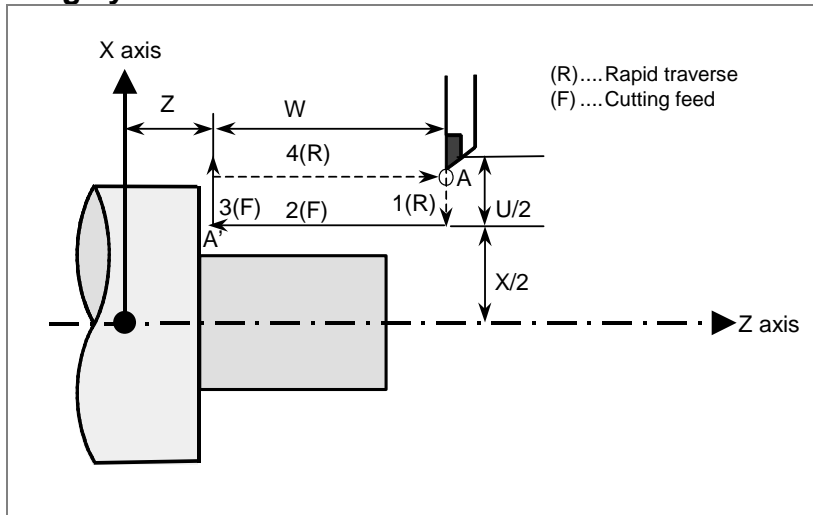 X axis
(R)....Rapid traverse
(F) ....Cutting feed
Z
W
4(R)
A
3(F)
2(F)
1(R)
U/2
A'
X/2
Z axis